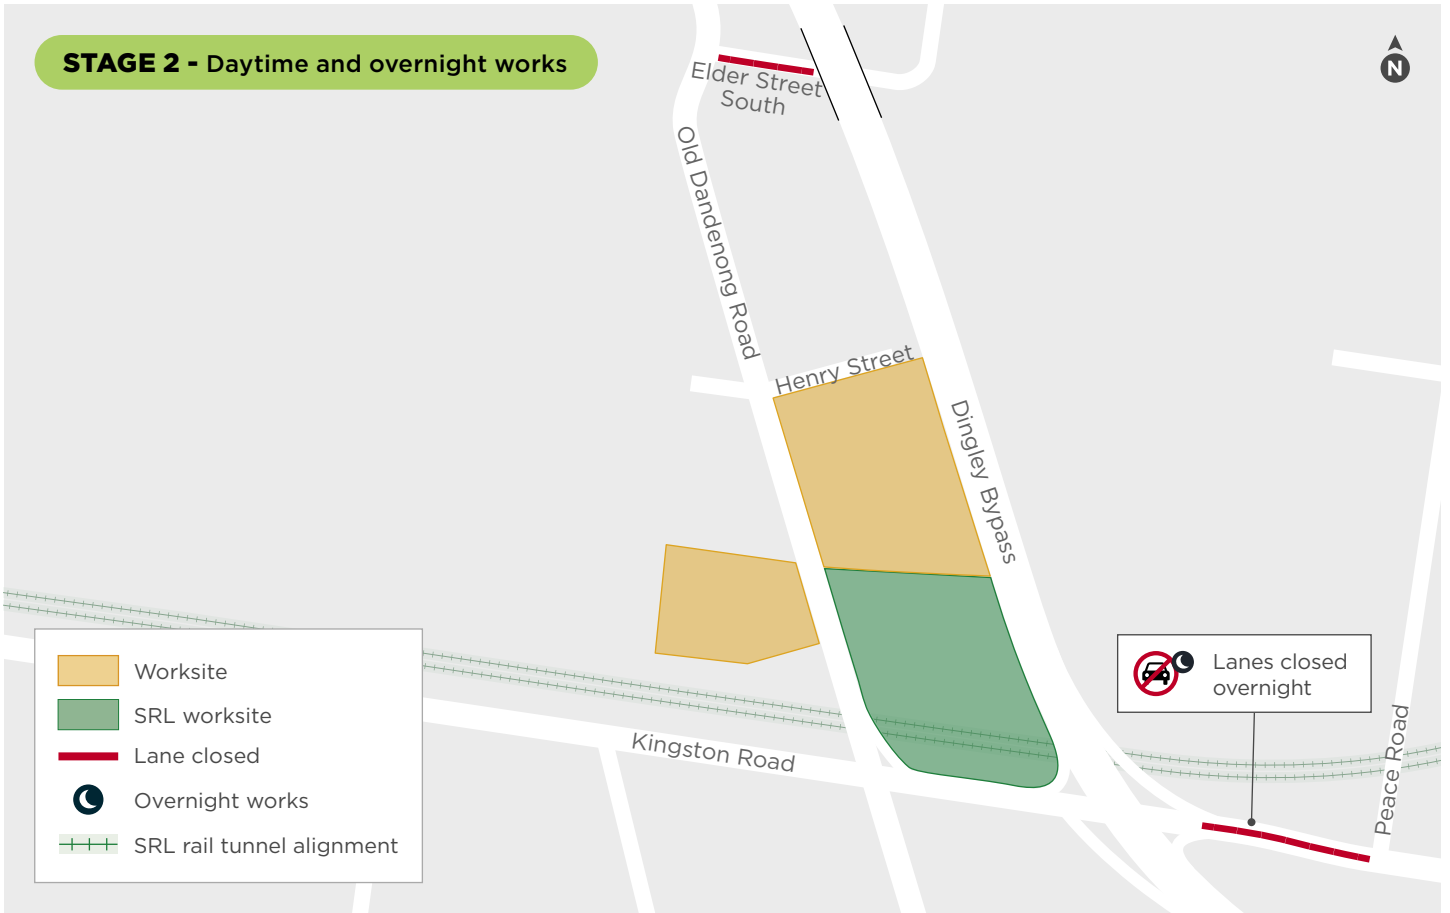 STAGE 2 - Daytime and overnight works
N
Elder Street
South
Old Dandenong Road
Henry Street
Dingley Bypass
Lanes closed
overnight
Worksite
SRL worksite
Lane closed
Overnight works
SRL rail tunnel alignment
Kingston Road
Peace Road